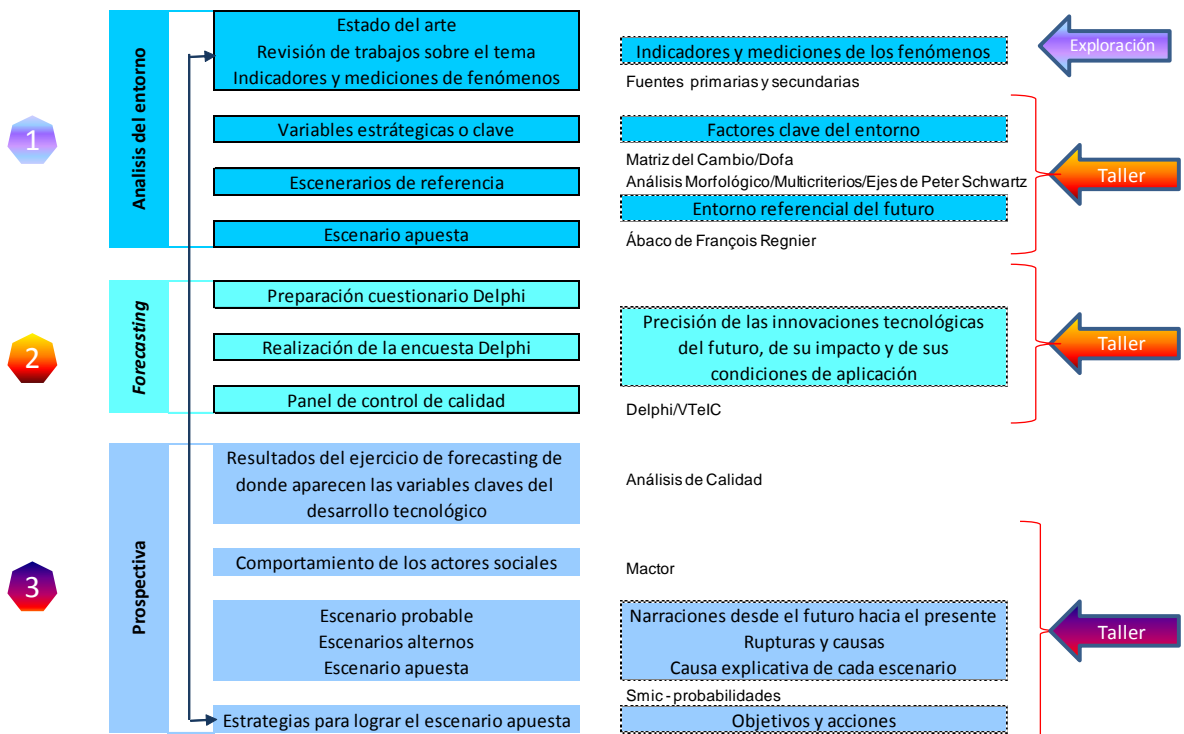 1
Analisis del entorno
Estado del arte
Revisión de trabajos sobre el tema
Indicadores y mediciones de fenómenos
Variables estrátegicas o clave
Escenerarios de referencia
Escenario apuesta
Indicadores y mediciones de los fenómenos
Fuentes primarias y secundarias
Factores clave del entorno
Matriz del Cambio/Dofa
Análisis Morfológico/Multicriterios/Ejes de Peter Schwartz
Entorno referencial del futuro
Ábaco de François Regnier
Exploración
Taller
2
Forecasting
Preparación cuestionario Delphi
Realización de la encuesta Delphi
Panel de control de calidad
Precisión de las innovaciones tecnológicas
del futuro, de su impacto y de sus
condiciones de aplicación
Delphi/VTeIC
Taller
3
Prospectiva
Resultados del ejercicio de forecasting de
donde aparecen las variables claves del
desarrollo tecnológico
Comportamiento de los actores sociales
Escenario probable
Escenarios alternos
Escenario apuesta
Estrategias para lograr el escenario apuesta
Análisis de Calidad
Mactor
Narraciones desde el futuro hacia el presente
Rupturas y causas
Causa explicativa de cada escenario
Smic - probabilidades
Objetivos y acciones
Taller